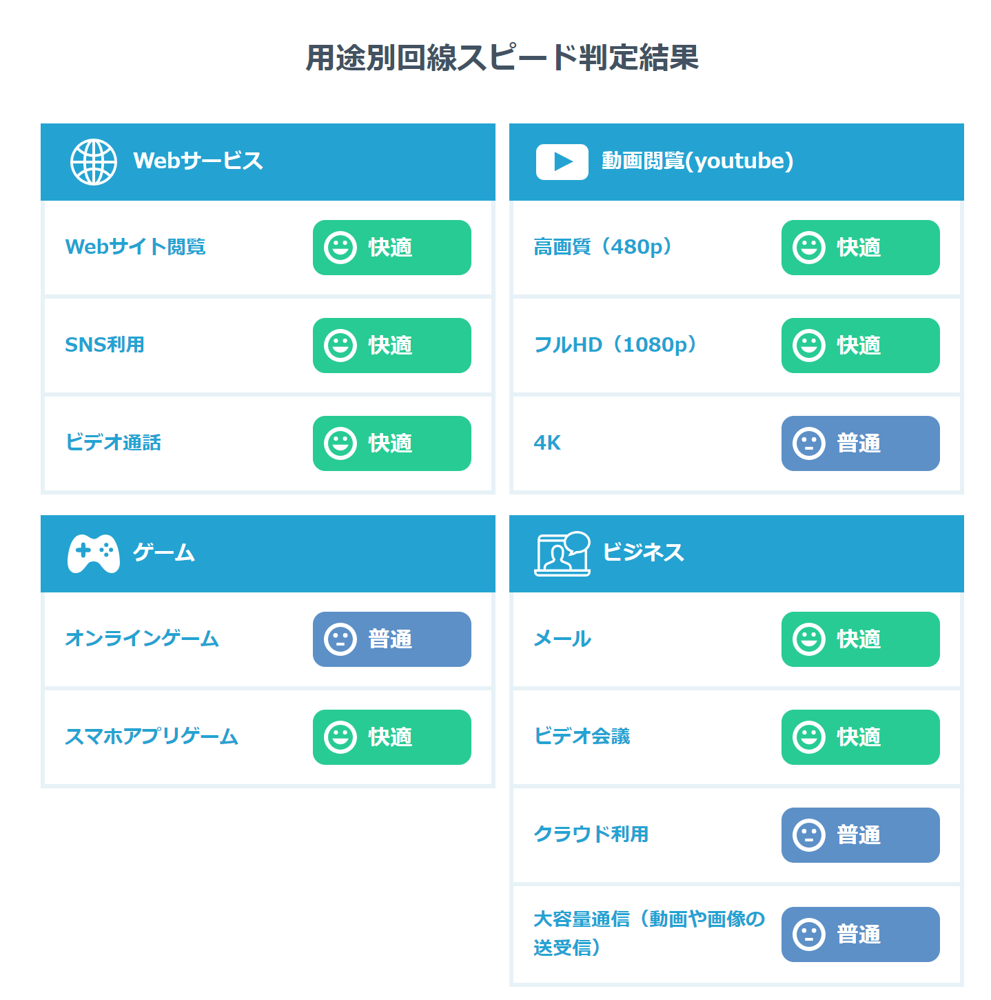 用途別回線スピード判定結果
Webサービス
Webサイト閲覧
快適
SNS利用
快適
ビデオ通話
快適
動画閲覧(youtube)
高画質（480p）
快適
フルHD（1080p）
快適
4K
普通
ゲーム
オンラインゲーム
普通
スマホアプリゲーム
快適
ビジネス
メール
快適
ビデオ会議
快適
クラウド利用
普通
大容量通信（動画や画像の
送受信）
普通